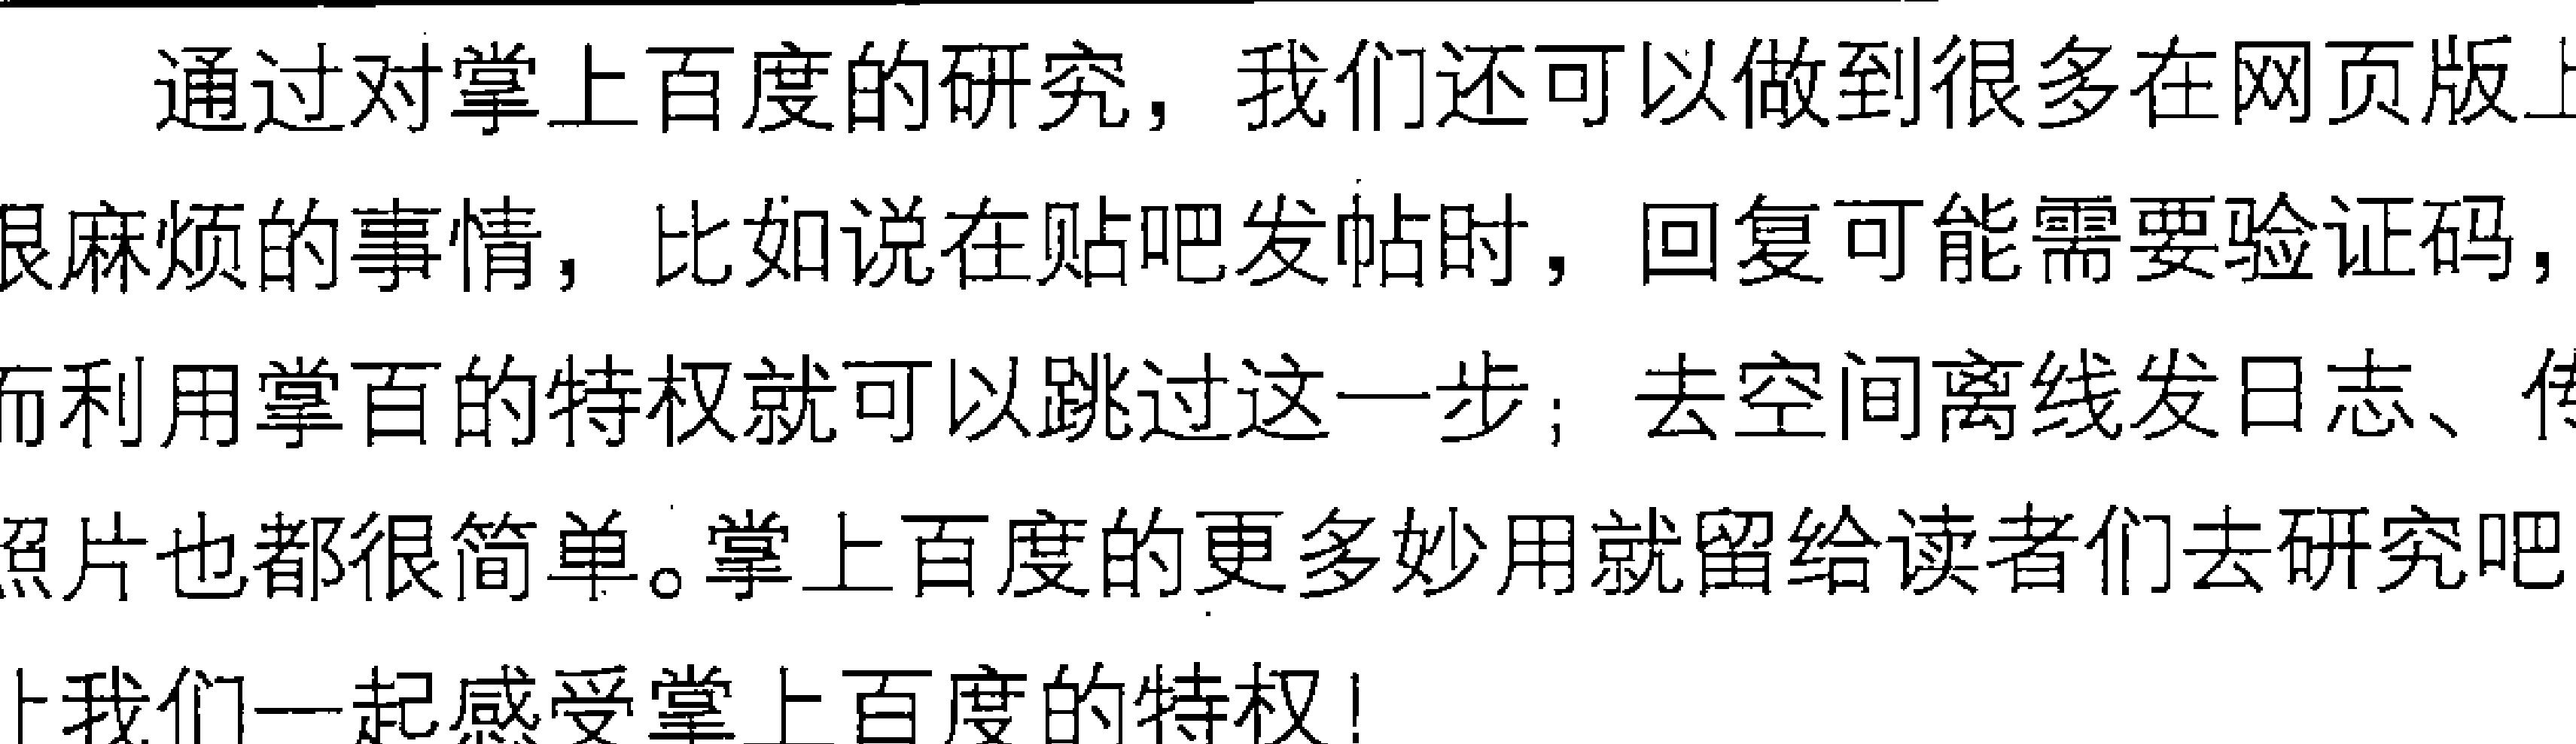 通过对掌上百度的研究，我们还可以做到很多在网页版上
很麻烦的事情，比如说在贴吧发帖时，回复可能需要验证码，
而利用掌百的特权就可以跳过这一步；去空间离线发日志、传
照片也都很简单。掌上百度的更多妙用就留给读者们去研究吧
让我们一起感受掌上百度的特权！